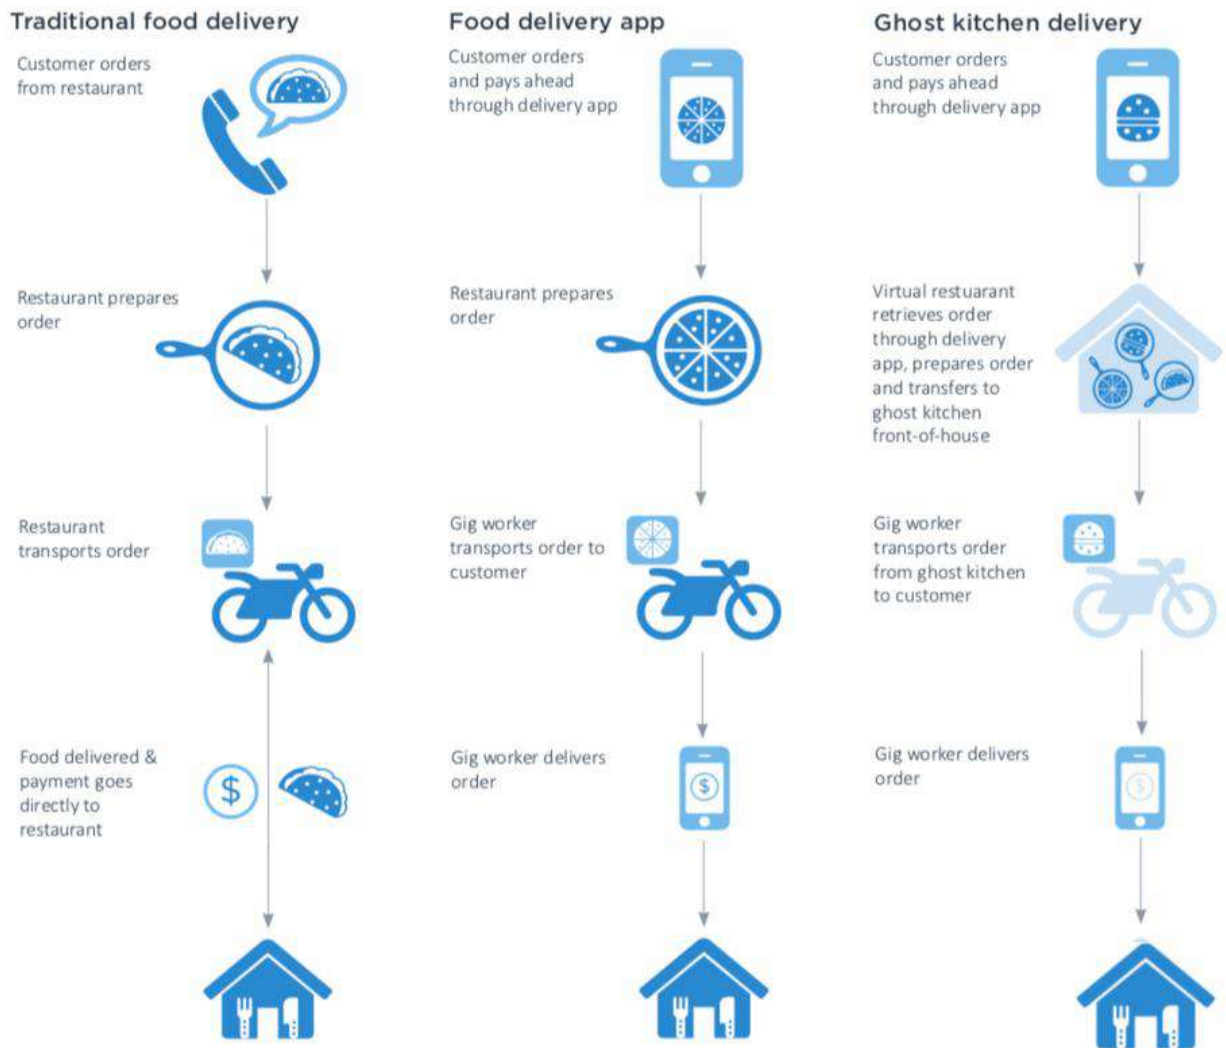 Traditional food delivery
Customer orders
from restaurant
Restaurant prepares
order
Restaurant
transports order
Food delivered &
payment goes
directly to
restaurant
$
Food delivery app
Customer orders
and pays ahead
through delivery app
Restaurant prepares
order
Gig worker
transports order to
customer
Gig worker delivers
order
$
Ghost kitchen delivery
Customer orders
and pays ahead
through delivery app
Virtual restuarant
retrieves order
through delivery
app, prepares order
and transfers to
ghost kitchen
front-of-house
Gig worker
transports order
from ghost kitchen
to customer
Gig worker delivers
order
$